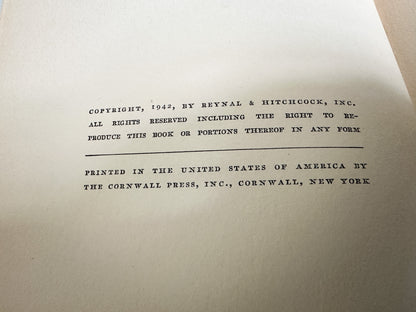 COPYRIGHT, 1942, BY REYNAL & HITCHCOCK, INC.
ALL RIGHTS RESERVED INCLUDING THE RIGHT TO RE-
PRODUCE THIS BOOK OR PORTIONS THEREOF IN ANY FORM
PRINTED IN THE UNITED STATES OF AMERICA BY
THE CORNWALL PRESS, INC., CORNWALL, NEW YORK